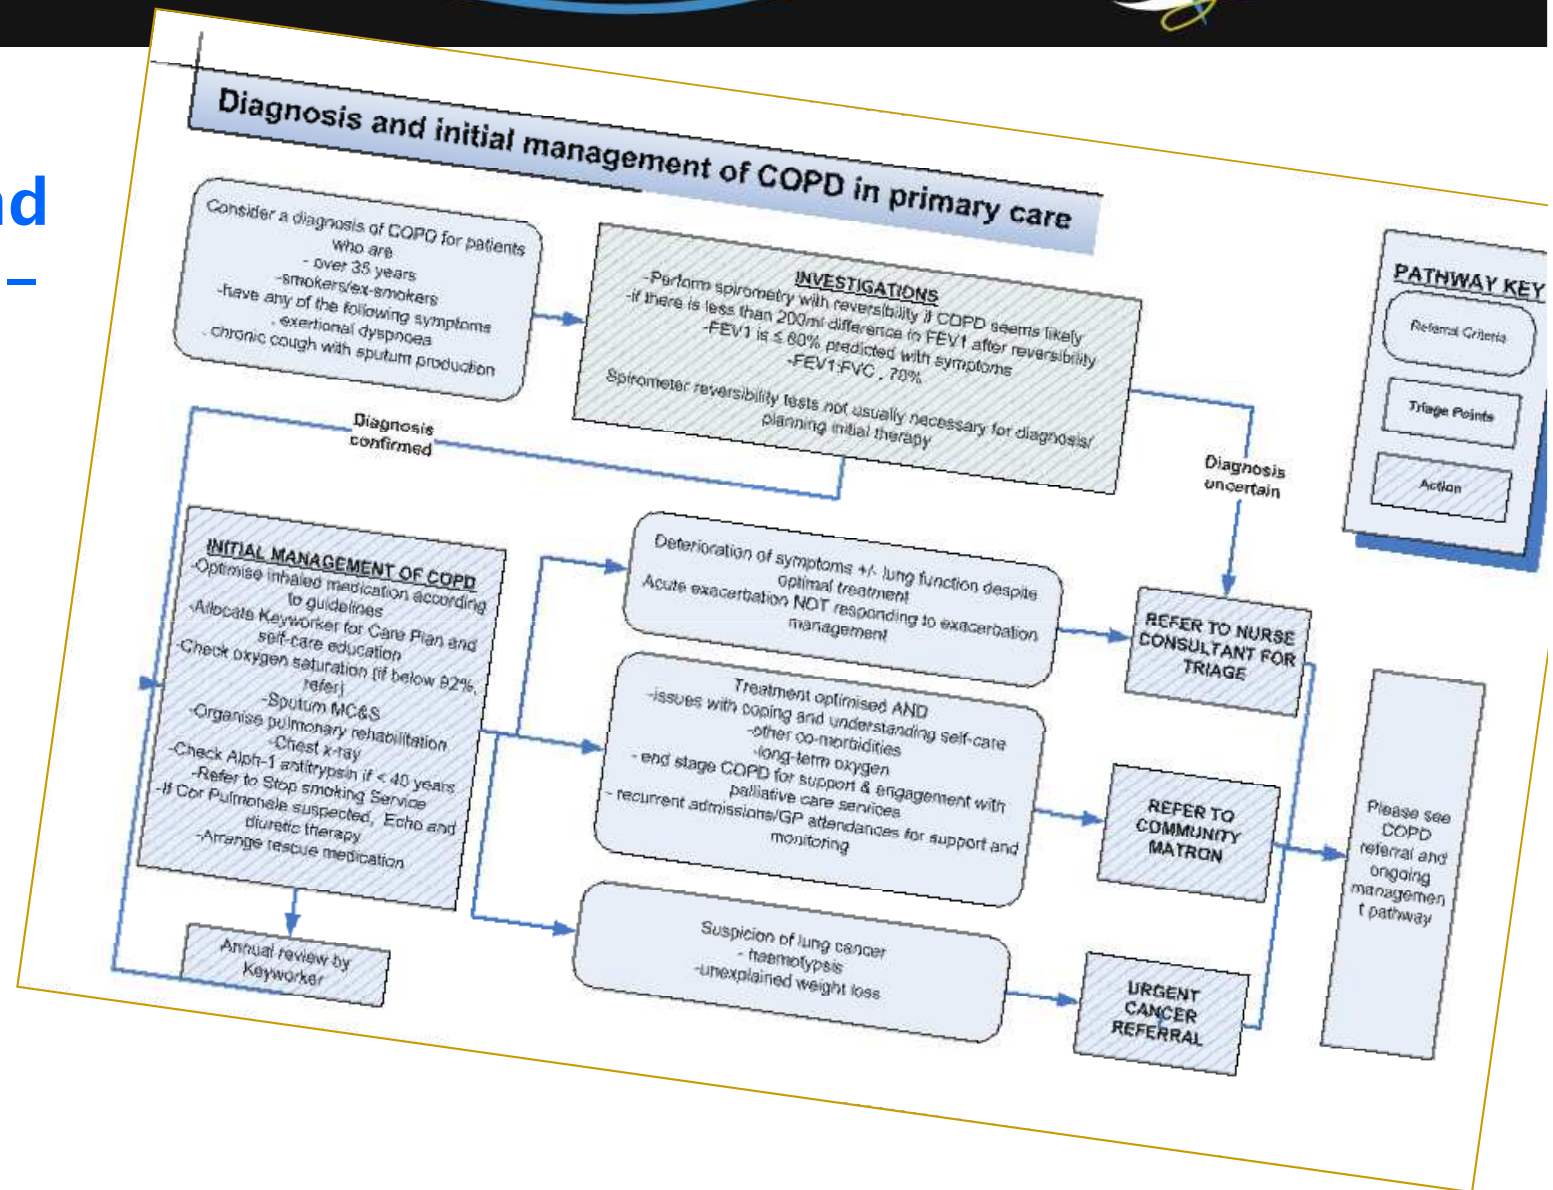 nd
–
Diagnosis and initial management of COPD in primary care
Consider a diagnosis of COPD for patients
who are
- over 35 years
-smokers/ex-smokers
-have any of the following symptoms
. exertional dyspnoea
. chronic cough with sputum production
INVESTIGATIONS
-Perform spirometry with reversibility if COPD seems likely
-if there is less than 200ml difference in FEV1 after reversibility
-FEV1 is ≤ 80% predicted with symptoms
-FEV1:FVC . 70%
Spirometer reversibility tests not usually necessary for diagnosis/
planning initial therapy
PATHWAY KEY
Referral Criteria
Triage Points
Action
Diagnosis
confirmed
Diagnosis
uncertain
INITIAL MANAGEMENT OF COPD
-Optimise inhaled medication according
to guidelines
-Allocate Keyworker for Care Plan and
self-care education
-Check oxygen saturation (if below 92%,
refer)
-Sputum MC&S
-Organise pulmonary rehabilitation
-Chest x-ray
-Check Alph-1 antitrypsin if < 40 years
-Refer to Stop smoking Service
-If Cor Pulmonale suspected, Echo and
diuretic therapy
-Arrange rescue medication
Annual review by
Keyworker
Deterioration of symptoms +/- lung function despite
optimal treatment
Acute exacerbation NOT responding to exacerbation
management
Treatment optimised AND
-issues with coping and understanding self-care
-other co-morbidities
-long-term oxygen
- end stage COPD for support & engagement with
palliative care services
- recurrent admissions/GP attendances for support and
monitoring
Suspicion of lung cancer
- haemotypsis
-unexplained weight loss
REFER TO NURSE
CONSULTANT FOR
TRIAGE
REFER TO
COMMUNITY
MATRON
URGENT
CANCER
REFERRAL
Please see
COPD
referral and
ongoing
managemen
t pathway